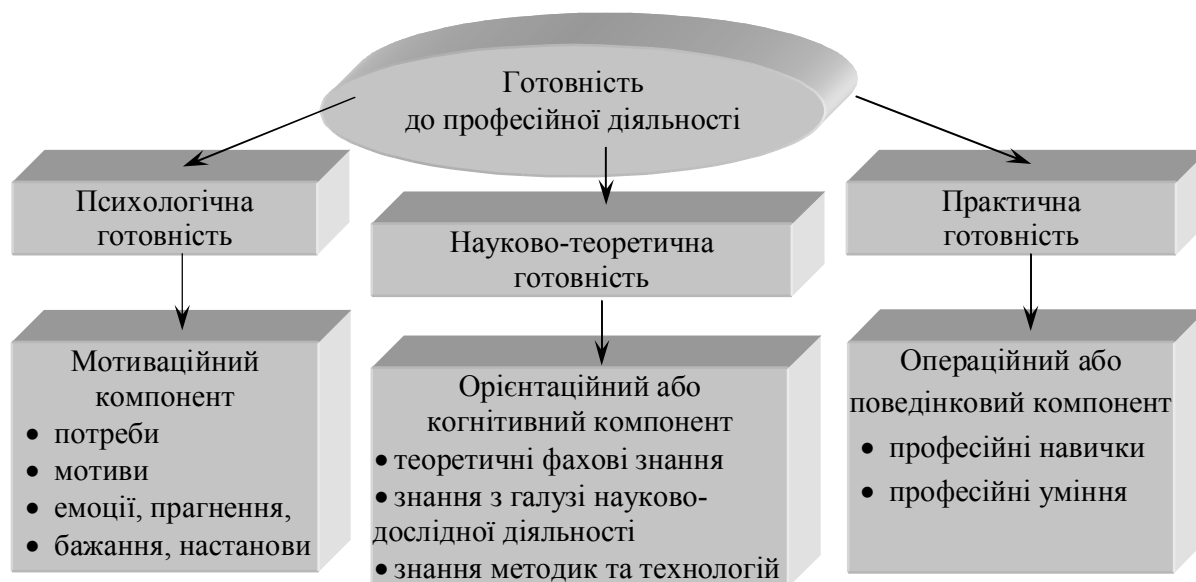 Готовність
до професійної діяльності
Психологічна
готовність
Науково-теоретична
готовність
Практична
готовність
Мотиваційний
компонент
• потреби
• мотиви
• емоції, прагнення,
• бажання, настанови
Орієнтаційний або
когнітивний компонент
• теоретичні фахові знання
• знання з галузі науково-
дослідної діяльності
• знання методик та технологій
Операційний або
поведінковий компонент
• професійні навички
• професійні уміння